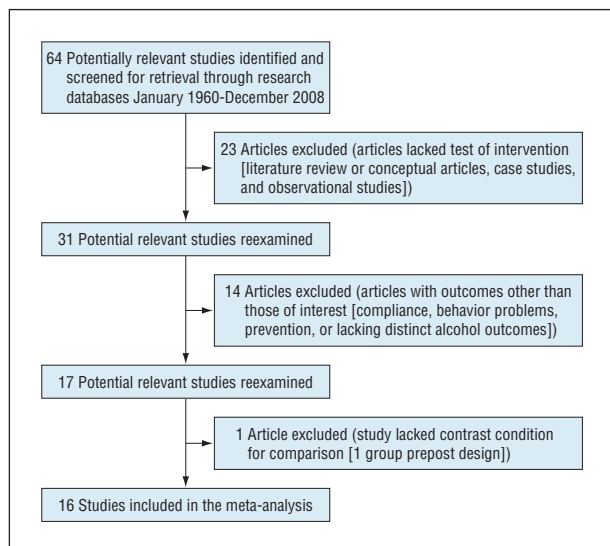 64 Potentially relevant studies identified and
screened for retrieval through research
databases January 1960-December 2008
23 Articles excluded (articles lacked test of intervention
[literature review or conceptual articles, case studies,
and observational studies])
31 Potential relevant studies reexamined
14 Articles excluded (articles with outcomes other than
those of interest [compliance, behavior problems,
prevention, or lacking distinct alcohol outcomes])
17 Potential relevant studies reexamined
1 Article excluded (study lacked contrast condition
for comparison [1 group prepost design])
16 Studies included in the meta-analysis